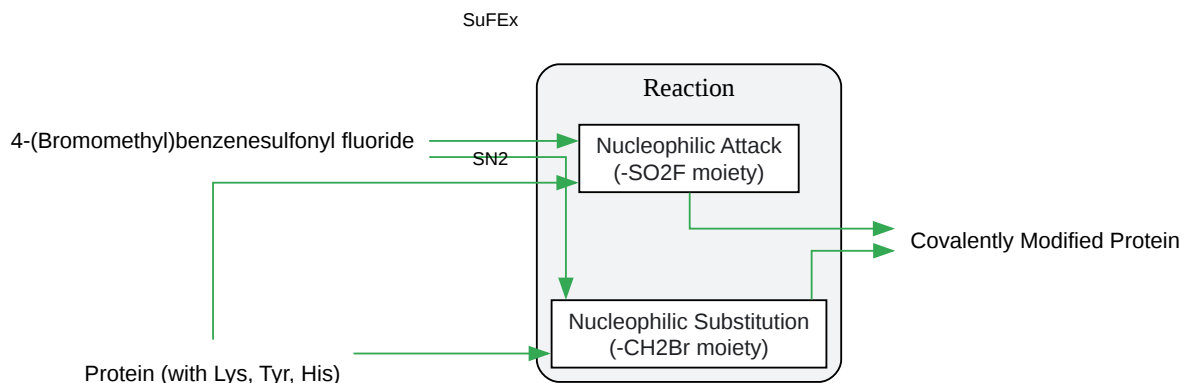 SuFEx
Reaction
4-(Bromomethyl)benzenesulfonyl fluoride
SN2
Nucleophilic Attack
(-SO2F moiety)
Covalently Modified Protein
Nucleophilic Substitution
(-CH2Br moiety)
Protein (with Lys, Tyr, His)